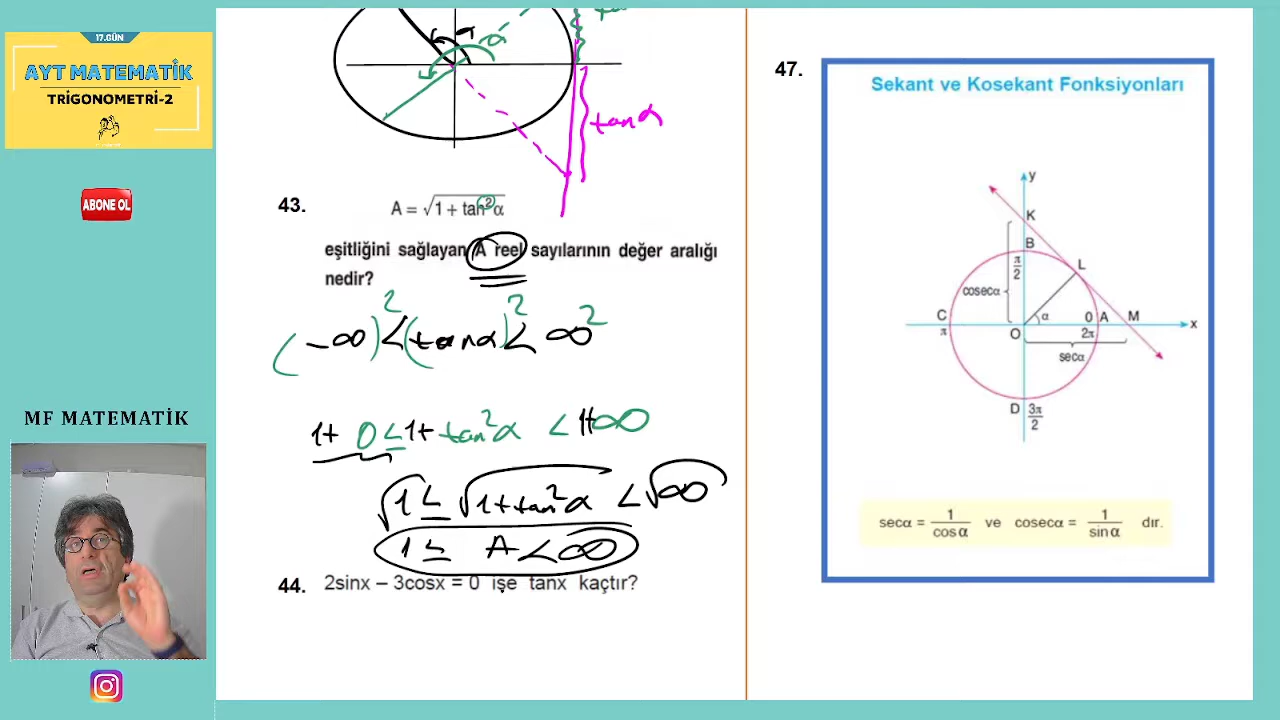 17.GÜN
AYT MATEMATİK
TRİGONOMETRİ-2
ABONE OL
MF MATEMATİK
α
α
tanα
43.
A = √1 + tan²α
eşitliğini sağlayan A reel sayılarının değer aralığı
nedir?
(-∞)² < (tanα)² < ∞²
1+ 0 ≤ 1+ tan²α < 1+∞
√1 ≤ √1+tan²α < √∞
1 ≤ A < ∞
44. 2sinx – 3cosx = 0 işe tanx kaçtır?
47.
Sekant ve Kosekant Fonksiyonları
y
K
B
π/2
L
cosecα
C
π
α
0
A
M
x
O
2π
secα
D
3π/2
secα = 1/cosα ve cosecα = 1/sinα dır.